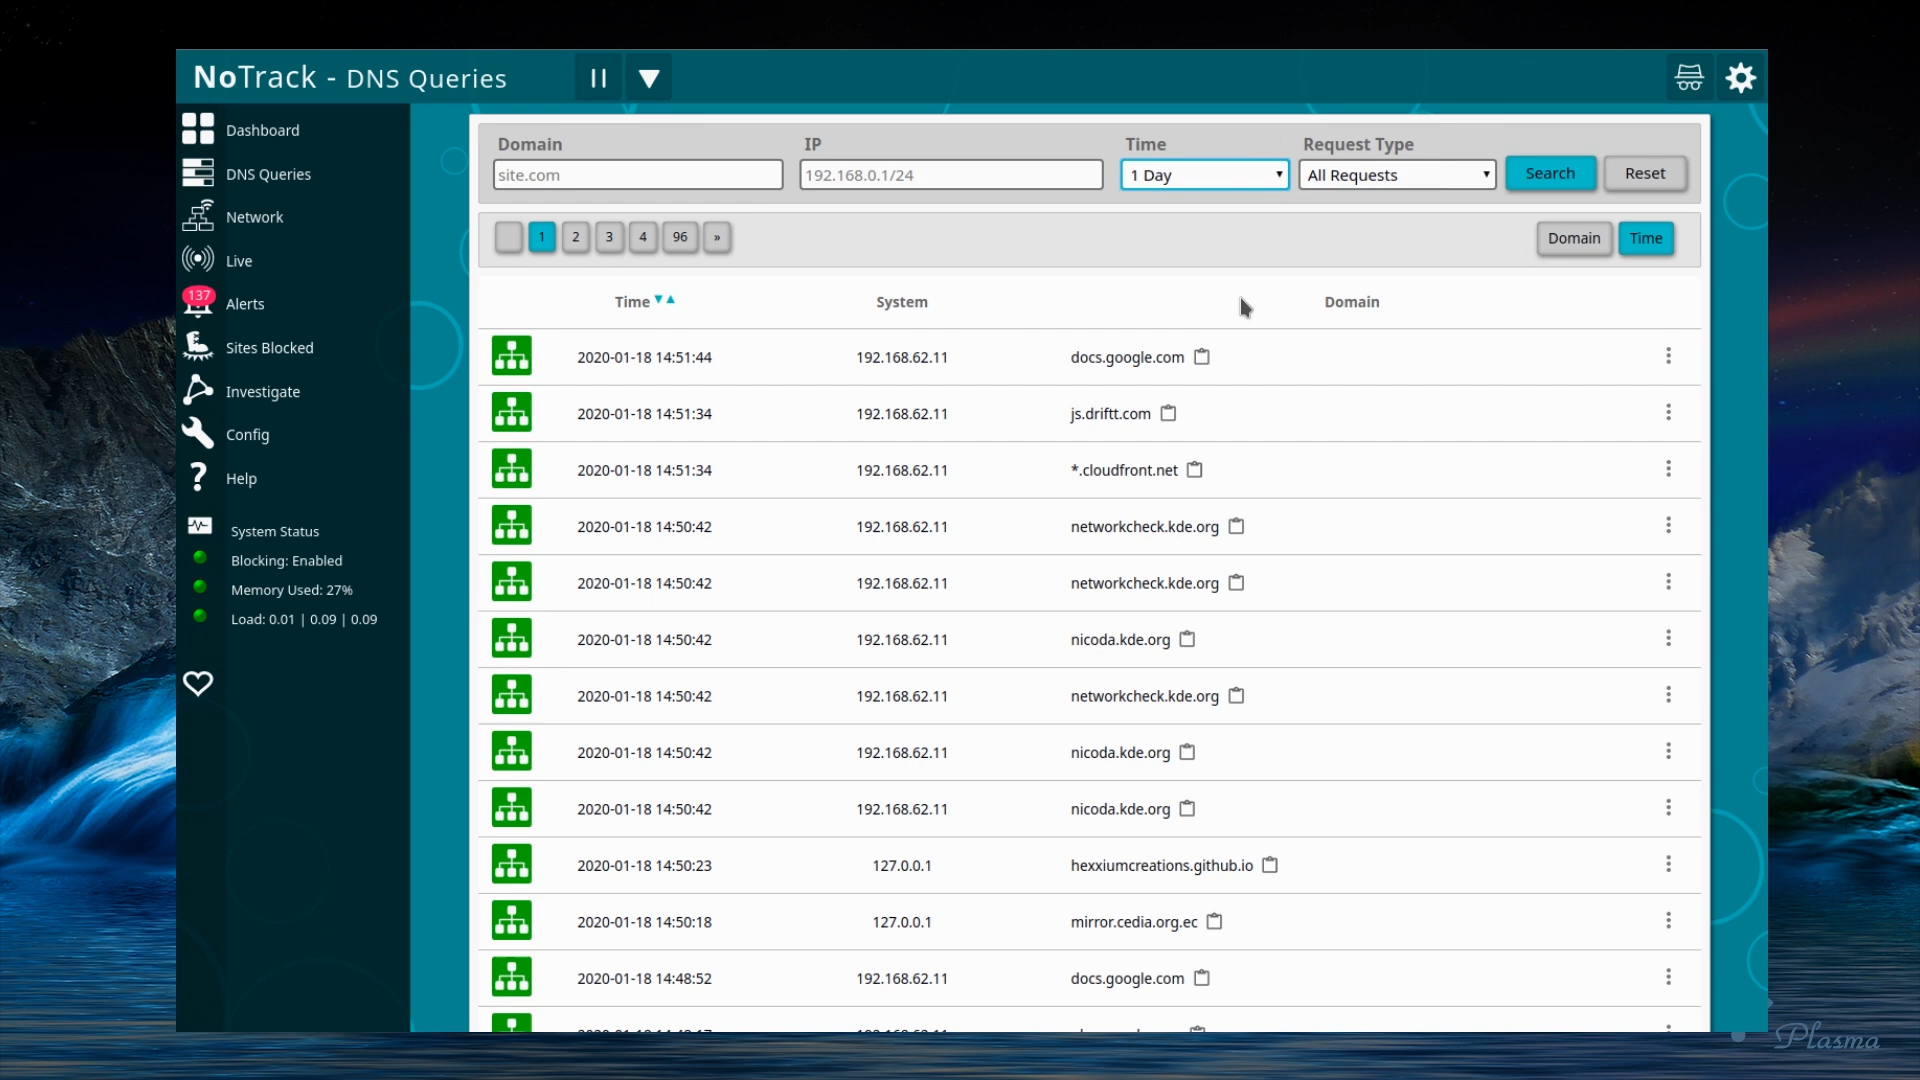 NoTrack - DNS Queries
Dashboard
DNS Queries
Network
Live
137
Alerts
Sites Blocked
Investigate
Config
Help
System Status
Blocking: Enabled
Memory Used: 27%
Load: 0.01 | 0.09 | 0.09
Domain IP Time Request Type
site.com 192.168.0.1/24 1 Day All Requests Search Reset
1 2 3 4 96 » Domain Time
Time ▼▲ System Domain
2020-01-18 14:51:44 192.168.62.11 docs.google.com
2020-01-18 14:51:34 192.168.62.11 js.driftt.com
2020-01-18 14:51:34 192.168.62.11 *.cloudfront.net
2020-01-18 14:50:42 192.168.62.11 networkcheck.kde.org
2020-01-18 14:50:42 192.168.62.11 networkcheck.kde.org
2020-01-18 14:50:42 192.168.62.11 nicoda.kde.org
2020-01-18 14:50:42 192.168.62.11 networkcheck.kde.org
2020-01-18 14:50:42 192.168.62.11 nicoda.kde.org
2020-01-18 14:50:42 192.168.62.11 nicoda.kde.org
2020-01-18 14:50:23 127.0.0.1 hexxiumcreations.github.io
2020-01-18 14:50:18 127.0.0.1 mirror.cedia.org.ec
2020-01-18 14:48:52 192.168.62.11 docs.google.com
Plasma